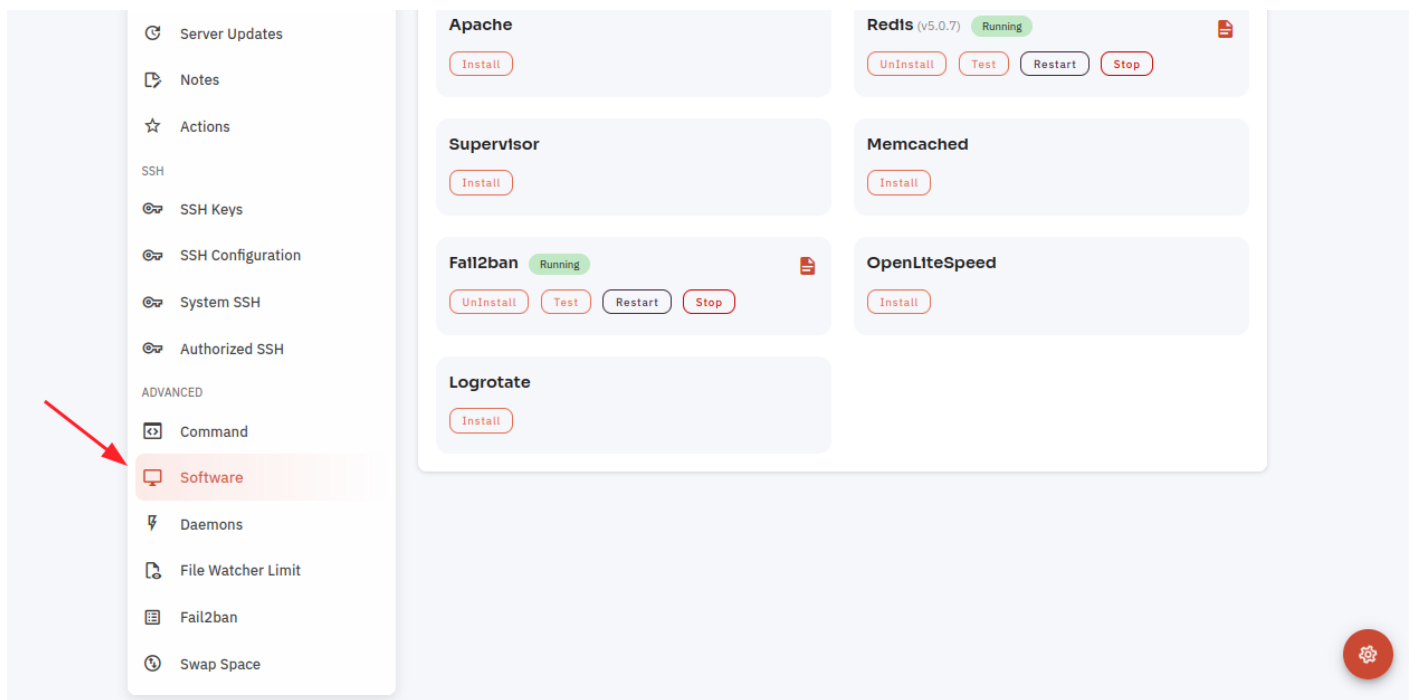 Server Updates
Notes
Actions
SSH
SSH Keys
SSH Configuration
System SSH
Authorized SSH
ADVANCED
Command
Software
Daemons
File Watcher Limit
Fail2ban
Swap Space
Apache
Install
Redis (v5.0.7) Running
UnInstall Test Restart Stop
Supervisor
Install
Memcached
Install
Fail2ban Running
UnInstall Test Restart Stop
OpenLiteSpeed
Install
Logrotate
Install